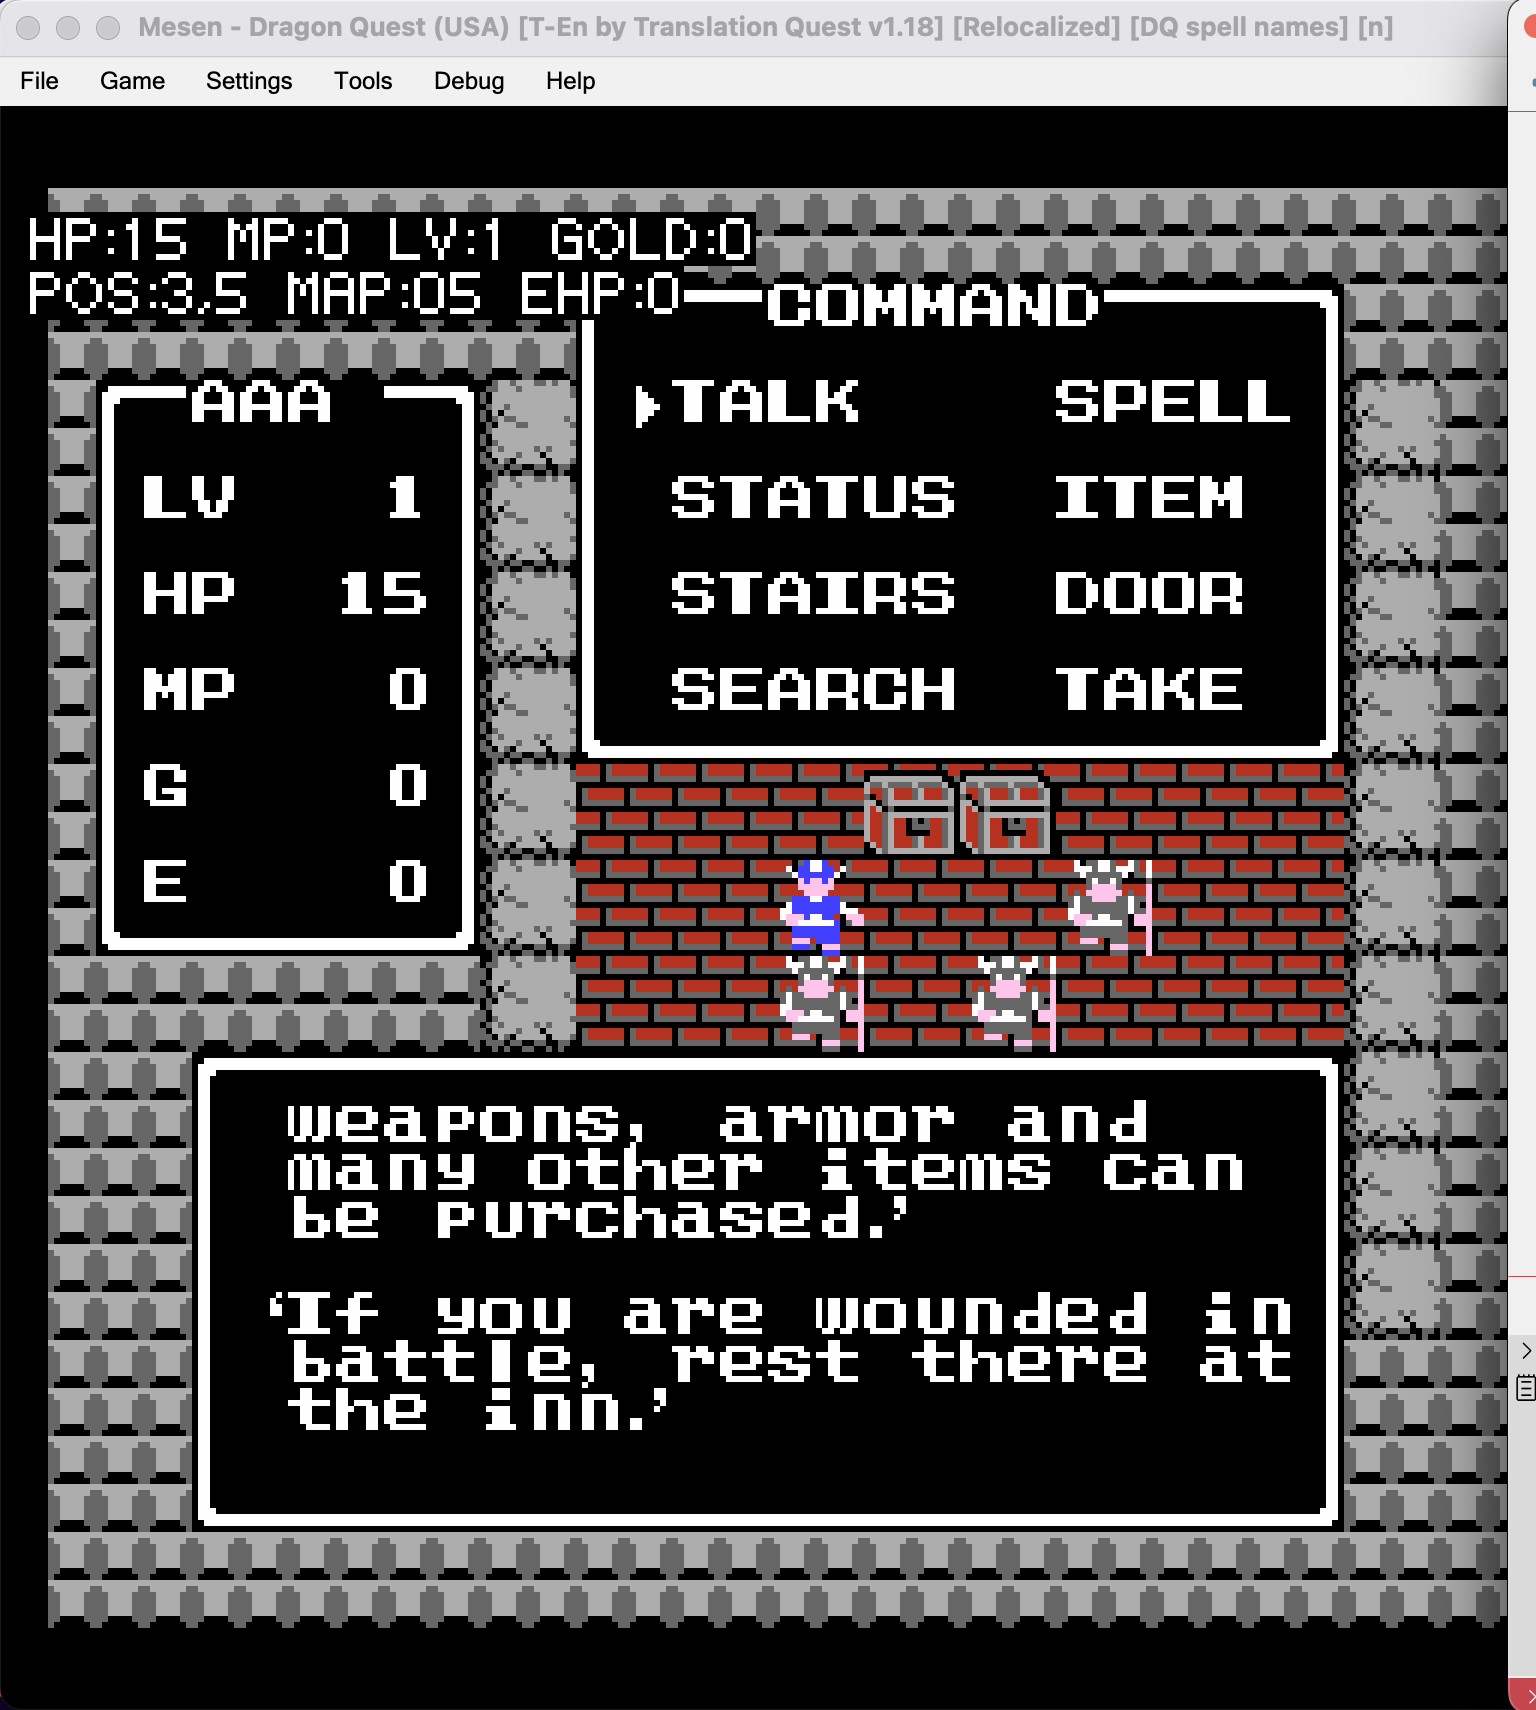 Mesen - Dragon Quest (USA) [T-En by Translation Quest v1.18] [Relocalized] [DQ spell names] [n]
File Game Settings Tools Debug Help
HP:15 MP:0 LV:1 GOLD:0
POS:3,5 MAP:05 EHP:0
COMMAND
TALK SPELL
STATUS ITEM
STAIRS DOOR
SEARCH TAKE
AAA
LV 1
HP 15
MP 0
G 0
E 0
weapons, armor and
many other items can
be purchased.’
‘If you are wounded in
battle, rest there at
the inn.’